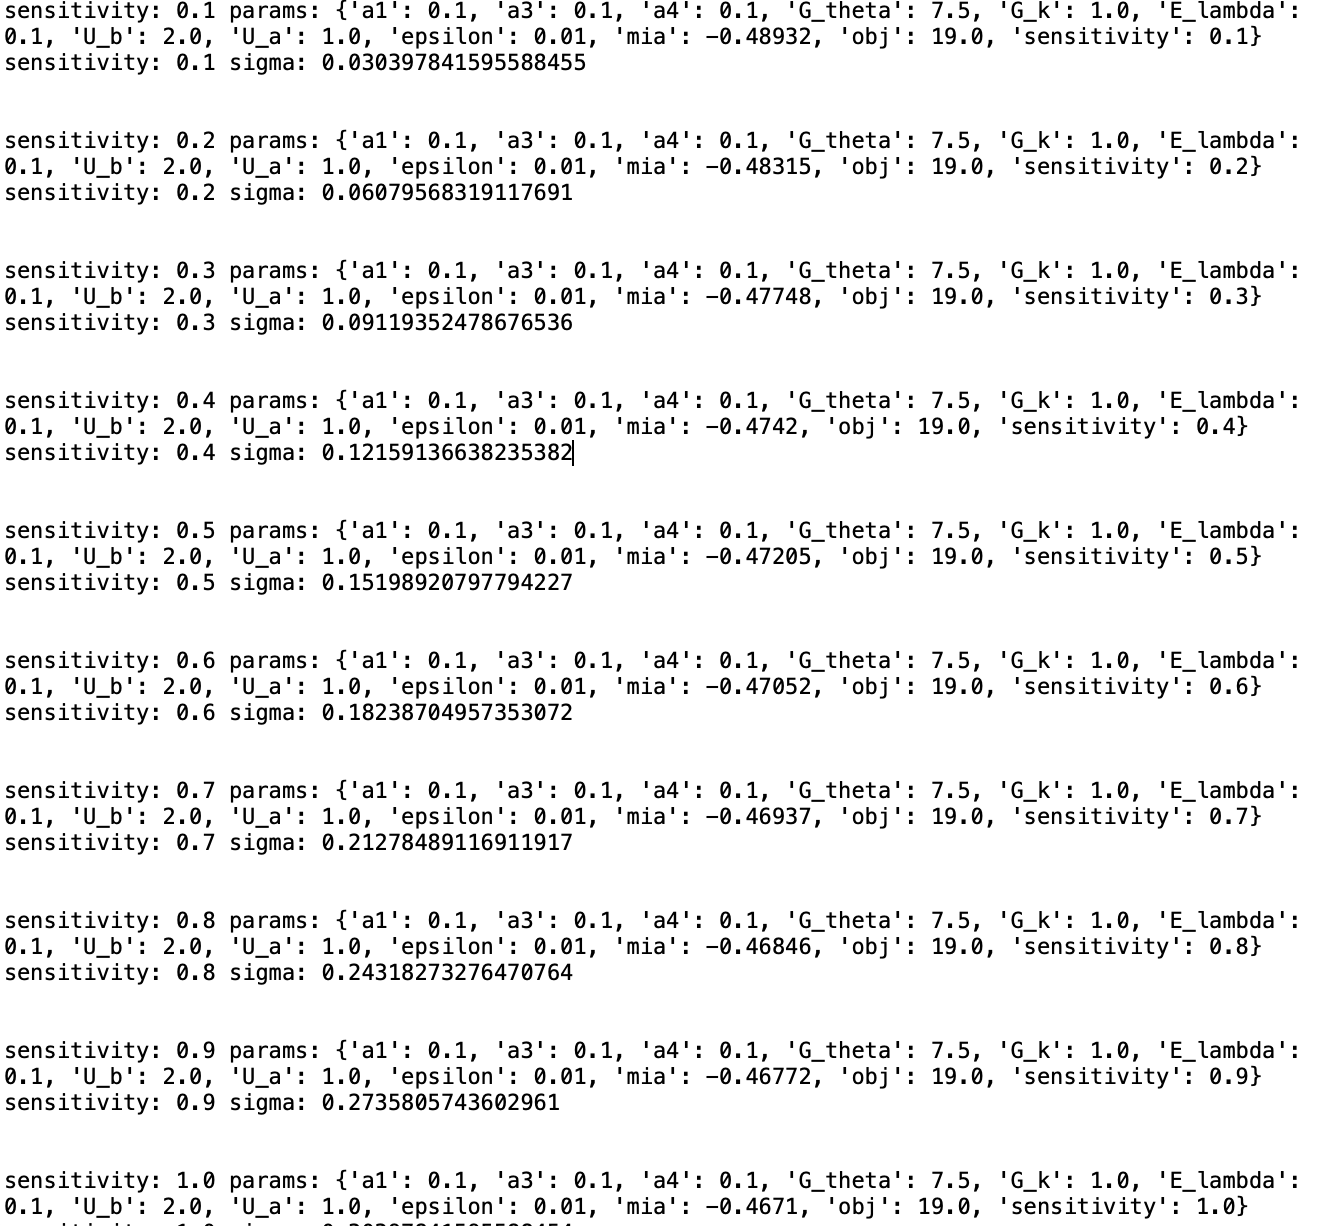 sensitivity: 0.1 params: {'a1': 0.1, 'a3': 0.1, 'a4': 0.1, 'G_theta': 7.5, 'G_k': 1.0, 'E_lambda':
0.1, 'U_b': 2.0, 'U_a': 1.0, 'epsilon': 0.01, 'mia': -0.48932, 'obj': 19.0, 'sensitivity': 0.1}
sensitivity: 0.1 sigma: 0.030397841595588455
sensitivity: 0.2 params: {'a1': 0.1, 'a3': 0.1, 'a4': 0.1, 'G_theta': 7.5, 'G_k': 1.0, 'E_lambda':
0.1, 'U_b': 2.0, 'U_a': 1.0, 'epsilon': 0.01, 'mia': -0.48315, 'obj': 19.0, 'sensitivity': 0.2}
sensitivity: 0.2 sigma: 0.06079568319117691
sensitivity: 0.3 params: {'a1': 0.1, 'a3': 0.1, 'a4': 0.1, 'G_theta': 7.5, 'G_k': 1.0, 'E_lambda':
0.1, 'U_b': 2.0, 'U_a': 1.0, 'epsilon': 0.01, 'mia': -0.47748, 'obj': 19.0, 'sensitivity': 0.3}
sensitivity: 0.3 sigma: 0.09119352478676536
sensitivity: 0.4 params: {'a1': 0.1, 'a3': 0.1, 'a4': 0.1, 'G_theta': 7.5, 'G_k': 1.0, 'E_lambda':
0.1, 'U_b': 2.0, 'U_a': 1.0, 'epsilon': 0.01, 'mia': -0.4742, 'obj': 19.0, 'sensitivity': 0.4}
sensitivity: 0.4 sigma: 0.12159136638235382
sensitivity: 0.5 params: {'a1': 0.1, 'a3': 0.1, 'a4': 0.1, 'G_theta': 7.5, 'G_k': 1.0, 'E_lambda':
0.1, 'U_b': 2.0, 'U_a': 1.0, 'epsilon': 0.01, 'mia': -0.47205, 'obj': 19.0, 'sensitivity': 0.5}
sensitivity: 0.5 sigma: 0.15198920797794227
sensitivity: 0.6 params: {'a1': 0.1, 'a3': 0.1, 'a4': 0.1, 'G_theta': 7.5, 'G_k': 1.0, 'E_lambda':
0.1, 'U_b': 2.0, 'U_a': 1.0, 'epsilon': 0.01, 'mia': -0.47052, 'obj': 19.0, 'sensitivity': 0.6}
sensitivity: 0.6 sigma: 0.18238704957353072
sensitivity: 0.7 params: {'a1': 0.1, 'a3': 0.1, 'a4': 0.1, 'G_theta': 7.5, 'G_k': 1.0, 'E_lambda':
0.1, 'U_b': 2.0, 'U_a': 1.0, 'epsilon': 0.01, 'mia': -0.46937, 'obj': 19.0, 'sensitivity': 0.7}
sensitivity: 0.7 sigma: 0.21278489116911917
sensitivity: 0.8 params: {'a1': 0.1, 'a3': 0.1, 'a4': 0.1, 'G_theta': 7.5, 'G_k': 1.0, 'E_lambda':
0.1, 'U_b': 2.0, 'U_a': 1.0, 'epsilon': 0.01, 'mia': -0.46846, 'obj': 19.0, 'sensitivity': 0.8}
sensitivity: 0.8 sigma: 0.24318273276470764
sensitivity: 0.9 params: {'a1': 0.1, 'a3': 0.1, 'a4': 0.1, 'G_theta': 7.5, 'G_k': 1.0, 'E_lambda':
0.1, 'U_b': 2.0, 'U_a': 1.0, 'epsilon': 0.01, 'mia': -0.46772, 'obj': 19.0, 'sensitivity': 0.9}
sensitivity: 0.9 sigma: 0.2735805743602961
sensitivity: 1.0 params: {'a1': 0.1, 'a3': 0.1, 'a4': 0.1, 'G_theta': 7.5, 'G_k': 1.0, 'E_lambda':
0.1, 'U_b': 2.0, 'U_a': 1.0, 'epsilon': 0.01, 'mia': -0.4671, 'obj': 19.0, 'sensitivity': 1.0}